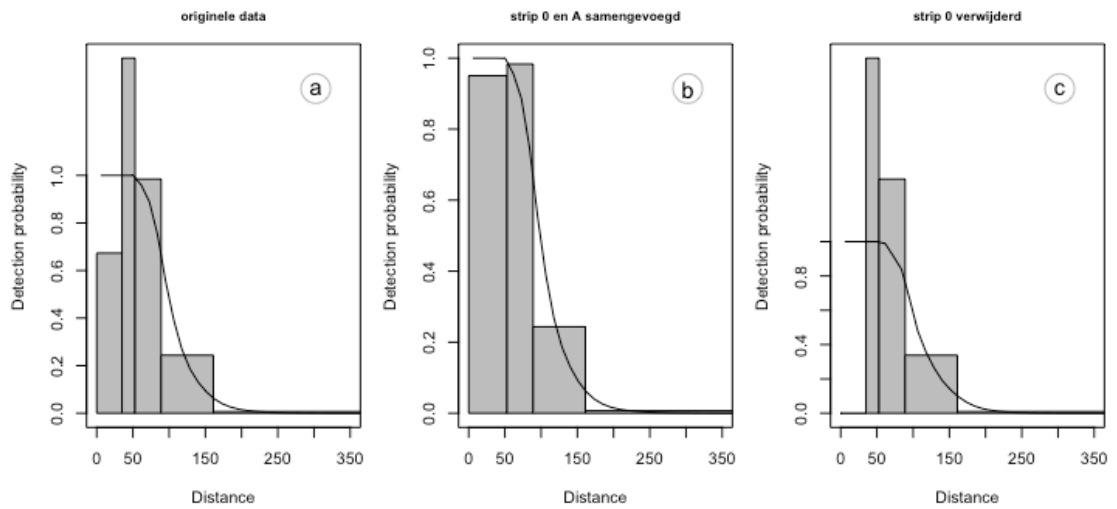 originele data
a
Detection probability
1.0
0.8
0.6
0.4
0.2
0.0
0 50 150 250 350
Distance
strip 0 en A samengevoegd
b
Detection probability
1.0
0.8
0.6
0.4
0.2
0.0
0 50 150 250 350
Distance
strip 0 verwijderd
c
Detection probability
0.8
0.4
0.0
0 50 150 250 350
Distance